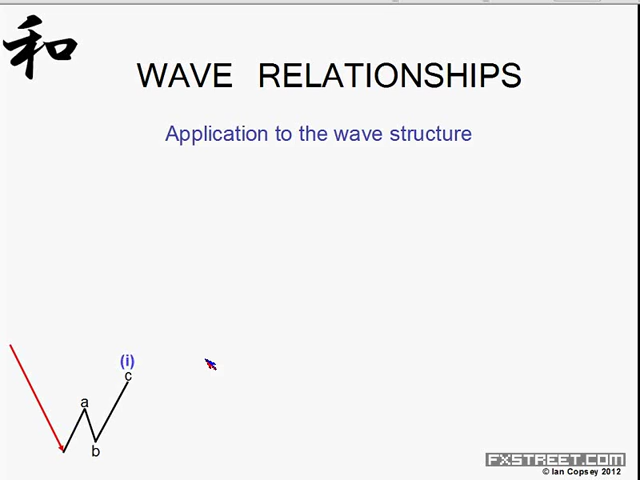 和
WAVE RELATIONSHIPS
Application to the wave structure
(i)
c
a
b
FXSTREET.COM
© Ian Copsey 2012